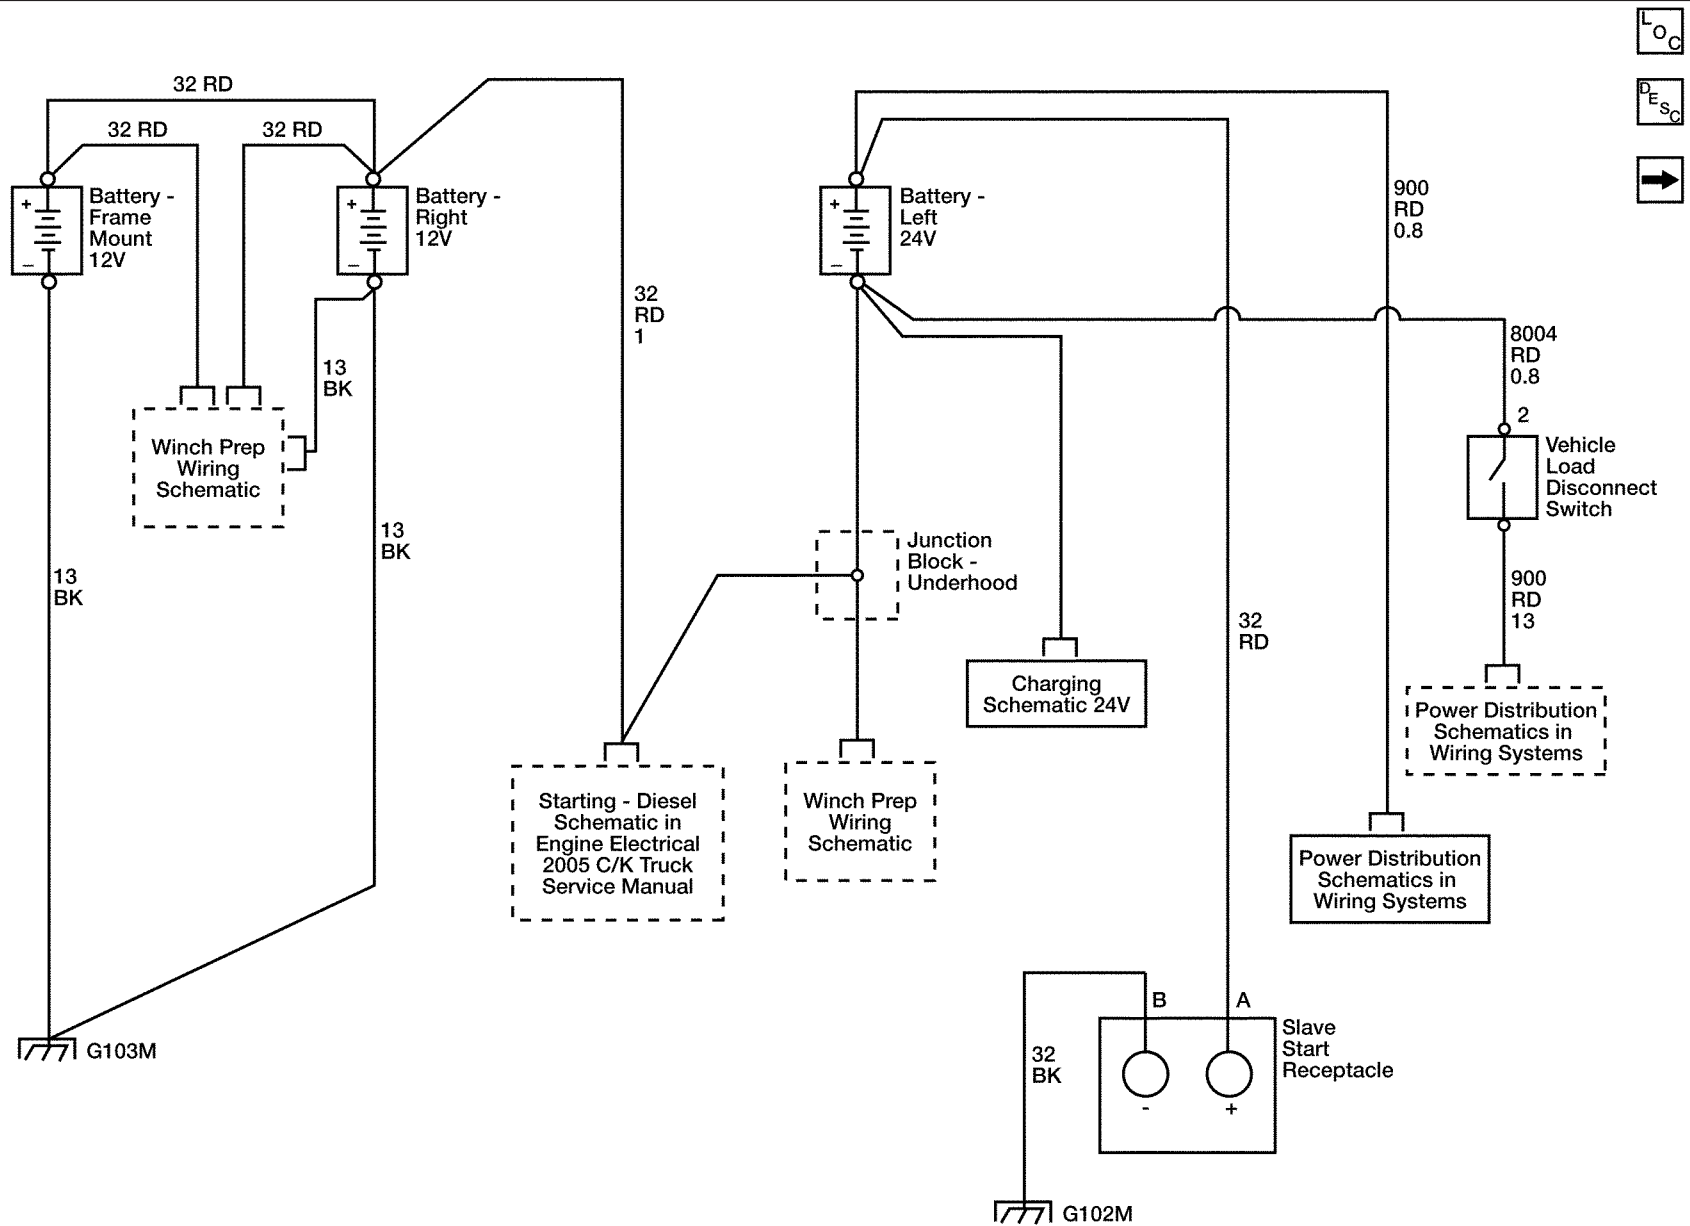 LOC
DESC
32 RD
32 RD
32 RD
+
Battery -
Frame
Mount
12V
–
+
Battery -
Right
12V
–
+
Battery -
Left
24V
–
900
RD
0.8
32
RD
1
8004
RD
0.8
13
BK
2
Vehicle
Load
Disconnect
Switch
Winch Prep
Wiring
Schematic
13
BK
13
BK
Junction
Block -
Underhood
900
RD
13
32
RD
Charging
Schematic 24V
Power Distribution
Schematics in
Wiring Systems
Starting - Diesel
Schematic in
Engine Electrical
2005 C/K Truck
Service Manual
Winch Prep
Wiring
Schematic
Power Distribution
Schematics in
Wiring Systems
B
A
Slave
Start
Receptacle
- +
32
BK
G103M
G102M